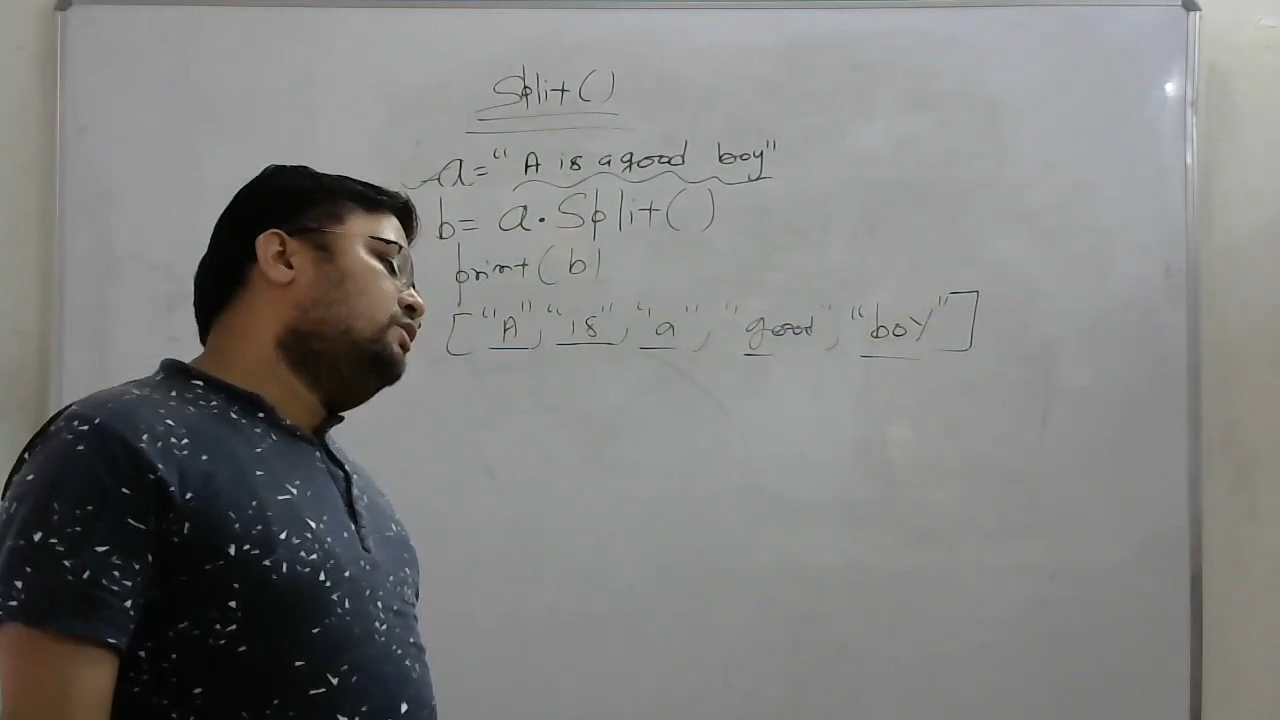 Split()
a= "A is a good boy"
b= a.Split()
print(b)
["A", "is", "a", "good", "boy"]